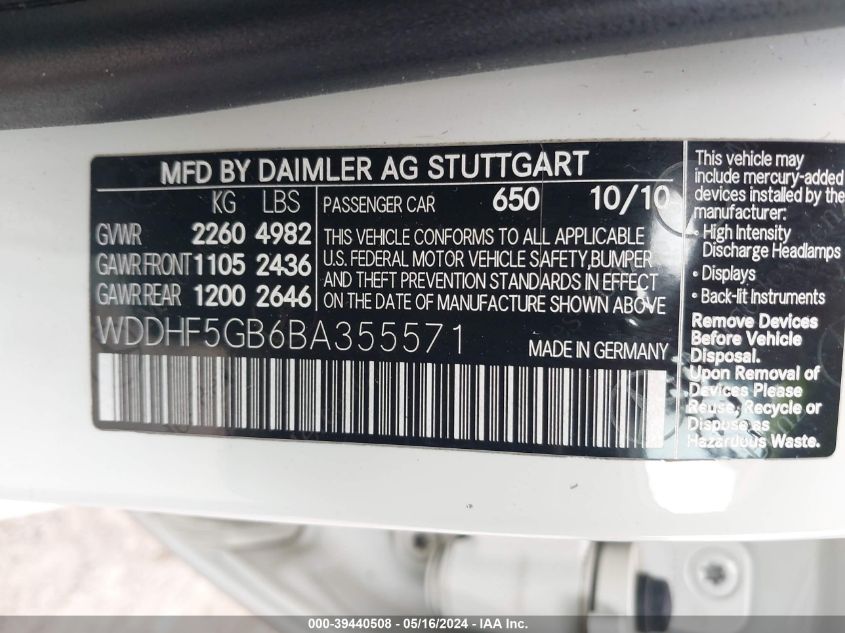 MFD BY DAIMLER AG STUTTGART
KG LBS
GVWR 2260 4982
GAWR FRONT 1105 2436
GAWR REAR 1200 2646
PASSENGER CAR 650 10/10
THIS VEHICLE CONFORMS TO ALL APPLICABLE
U.S. FEDERAL MOTOR VEHICLE SAFETY,BUMPER
AND THEFT PREVENTION STANDARDS IN EFFECT
ON THE DATE OF MANUFACTURE SHOWN ABOVE
WDDHF5GB6BA355571
MADE IN GERMANY
This vehicle may
include mercury-added
devices installed by the
manufacturer:
• High Intensity
Discharge Headlamps
• Displays
• Back-lit Instruments
Remove Devices
Before Vehicle
Disposal.
Upon Removal of
Devices Please
Reuse, Recycle or
Dispose as
Hazardous Waste.
000-39440508 - 05/16/2024 - IAA Inc.